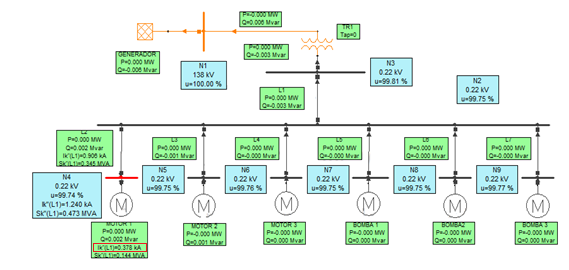 P=-0.000 MW
Q=0.006 Mvar
TR1
Tap=0
GENERADOR
P=0.000 MW
Q=-0.006 Mvar
N1
138 kV
u=100.00 %
P=0.000 MW
Q=-0.003 Mvar
N3
0.22 kV
u=99.81 %
N2
0.22 kV
u=99.75 %
L1
P=0.000 MW
Q=-0.003 Mvar
L2
P=0.000 MW
Q=0.002 Mvar
Ik"(L1)=0.906 kA
Sk"(L1)=0.345 MVA
L3
P=0.000 MW
Q=-0.001 Mvar
L4
P=0.000 MW
Q=-0.000 Mvar
L5
P=0.000 MW
Q=-0.000 Mvar
L6
P=0.000 MW
Q=-0.000 Mvar
L7
P=0.000 MW
Q=-0.000 Mvar
N4
0.22 kV
u=99.74 %
Ik"(L1)=1.240 kA
Sk"(L1)=0.473 MVA
N5
0.22 kV
u=99.75 %
N6
0.22 kV
u=99.76 %
N7
0.22 kV
u=99.75 %
N8
0.22 kV
u=99.75 %
N9
0.22 kV
u=99.77 %
M
M
M
M
M
M
MOTOR 1
P=0.000 MW
Q=0.002 Mvar
Ik"(L1)=0.378 kA
Sk"(L1)=0.144 MVA
MOTOR 2
P=-0.000 MW
Q=0.001 Mvar
MOTOR 3
P=-0.000 MW
Q=0.000 Mvar
BOMBA 1
P=-0.000 MW
Q=0.000 Mvar
BOMBA2
P=-0.000 MW
Q=0.000 Mvar
BOMBA 3
P=-0.000 MW
Q=0.000 Mvar